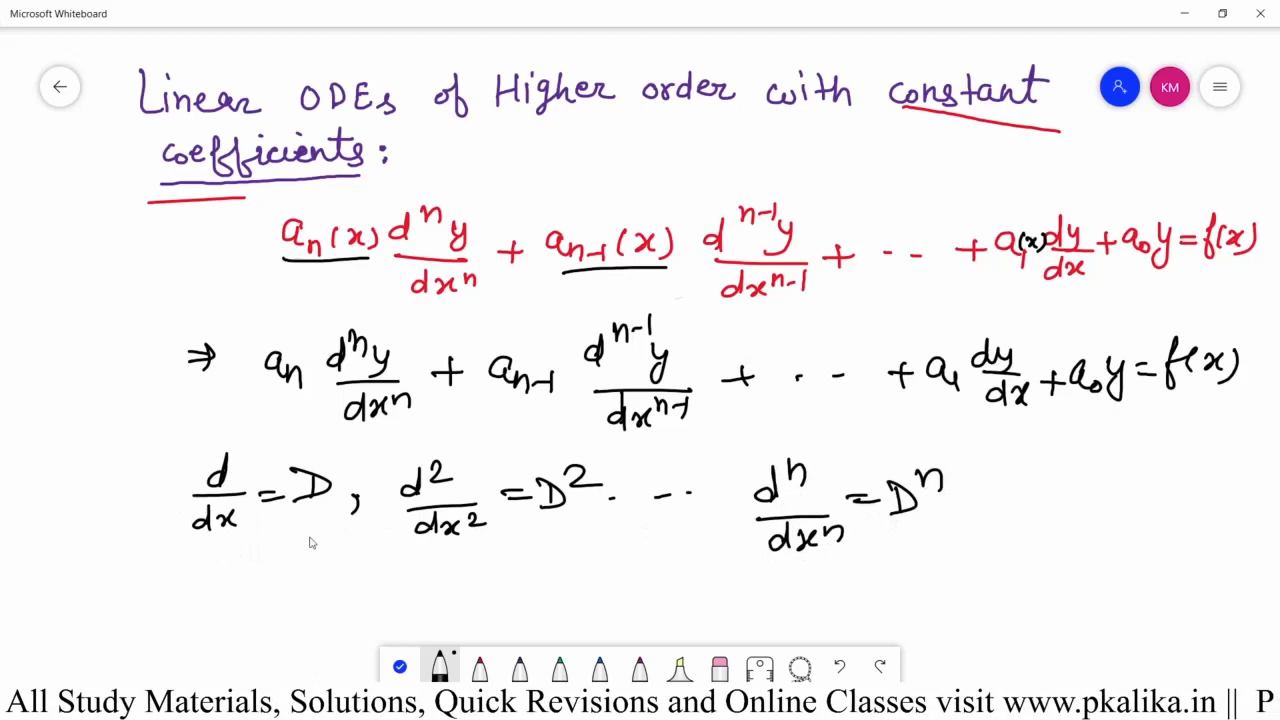 Microsoft Whiteboard
Linear ODEs of Higher order with constant
KM
coefficients:
aₙ(x) dⁿy/dxⁿ + aₙ₋₁(x) dⁿ⁻¹y/dxⁿ⁻¹ + ... + a₁(x) dy/dx + a₀y = f(x)
⇒ aₙ dⁿy/dxⁿ + aₙ₋₁ dⁿ⁻¹y/dxⁿ⁻¹ + ... + a₁ dy/dx + a₀y = f(x)
d/dx = D, d²/dx² = D² . ... dⁿ/dxⁿ = Dⁿ
All Study Materials, Solutions, Quick Revisions and Online Classes visit www.pkalika.in || P